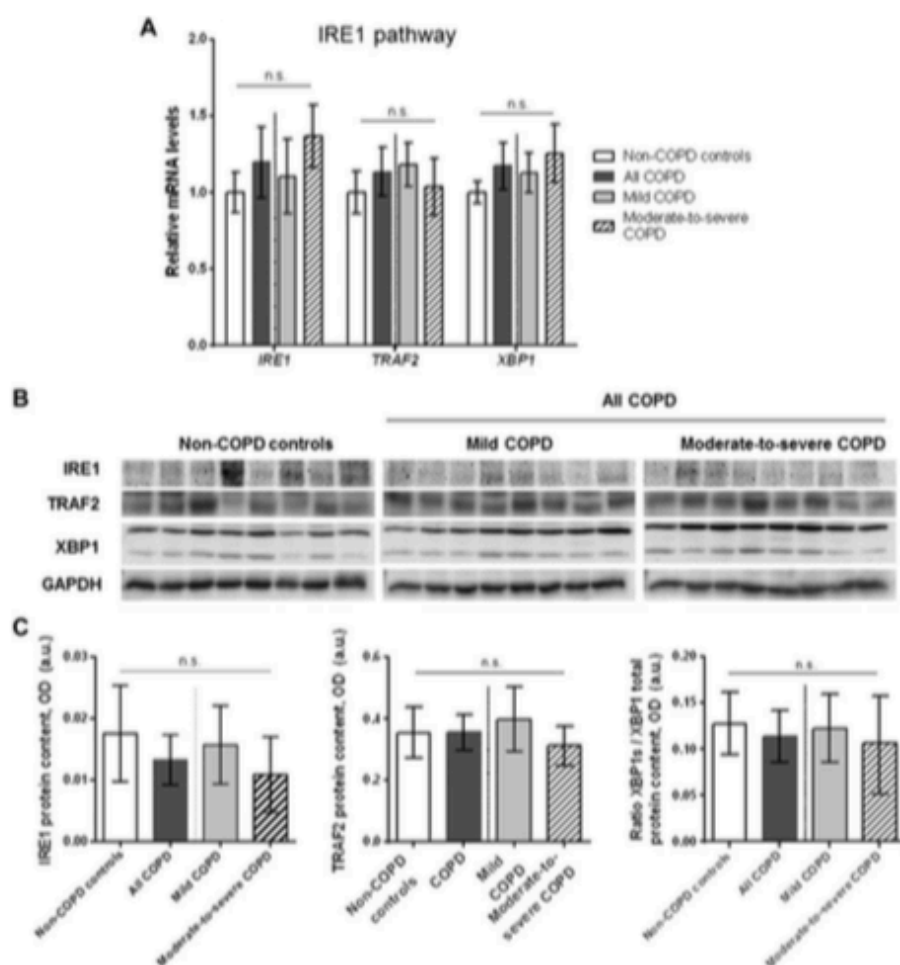 A
IRE1 pathway
Relative mRNA levels
2.0
1.5
1.0
0.5
0.0
n.s.
n.s.
n.s.
IRE1
TRAF2
XBP1
Non-COPD controls
All COPD
Mild COPD
Moderate-to-severe
COPD
B
All COPD
Non-COPD controls
Mild COPD
Moderate-to-severe COPD
IRE1
TRAF2
XBP1
GAPDH
C
IRE1 protein content, OD (a.u.)
0.03
0.02
0.01
0.00
n.s.
Non-COPD controls
All COPD
Mild COPD
Moderate-to-severe COPD
TRAF2 protein content, OD (a.u.)
0.6
0.4
0.2
0.0
n.s.
Non-COPD
controls
COPD
Mild
COPD
Moderate-to-
severe COPD
Ratio XBP1s / XBP1 total
protein content, OD (a.u.)
0.20
0.15
0.10
0.05
0.00
n.s.
Non-COPD controls
All COPD
Mild COPD
Moderate-to-severe COPD